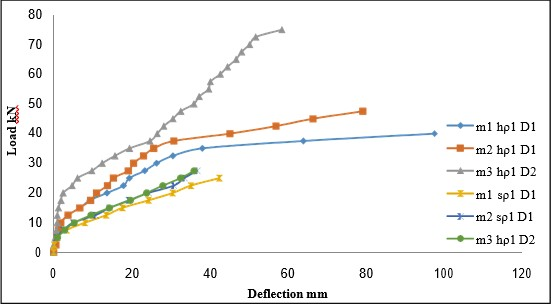 80
70
60
50
40
30
20
10
0
Load kN
0 20 40 60 80 100 120
Deflection mm
m1 hρ1 D1
m2 hρ1 D1
m3 hρ1 D2
m1 sρ1 D1
m2 sρ1 D1
m3 hρ1 D2